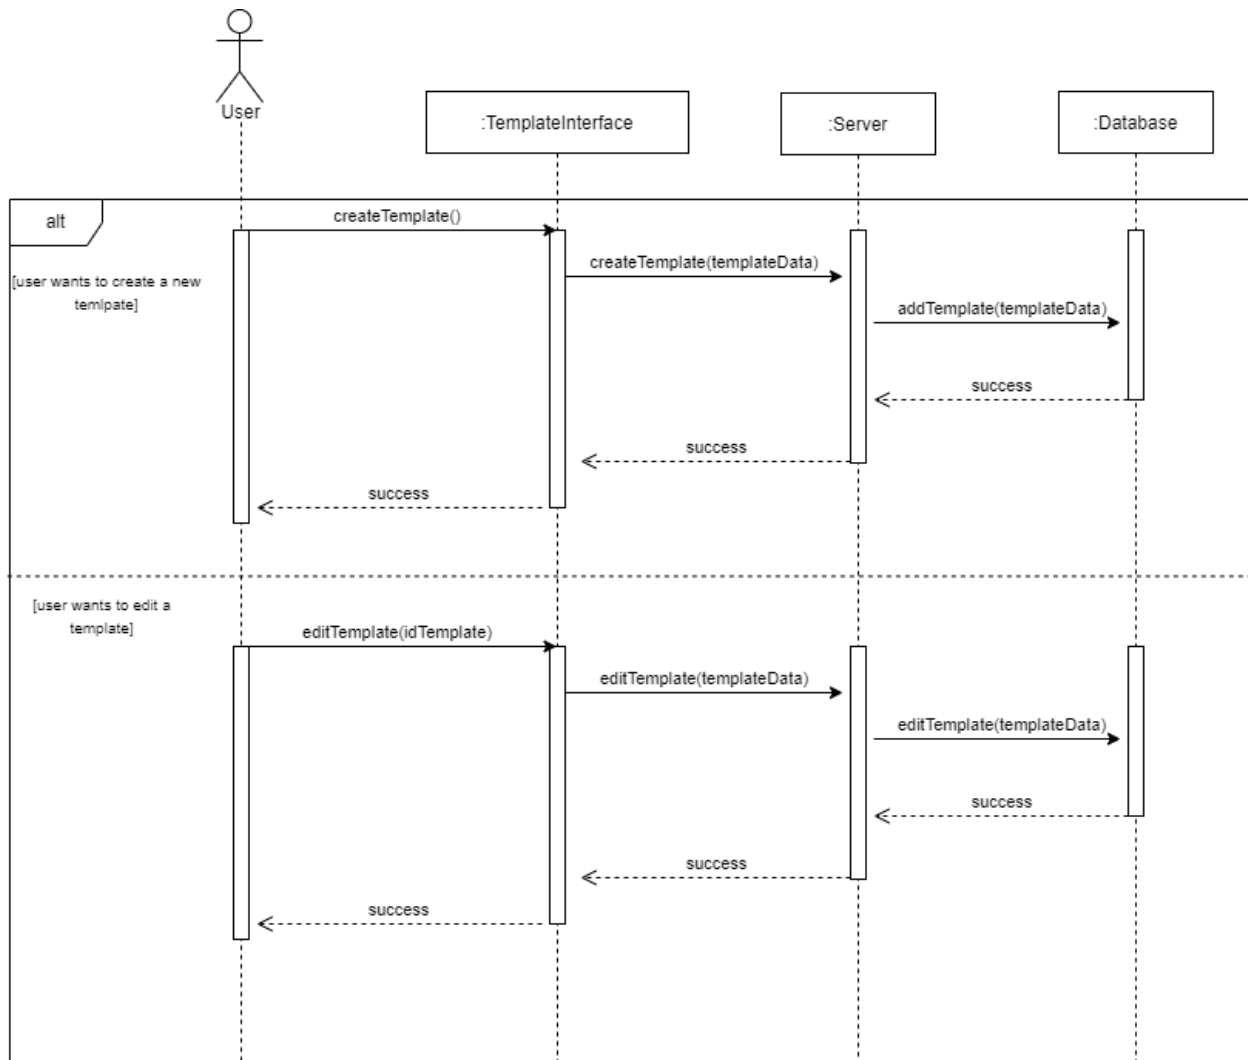 User
:TemplateInterface
:Server
:Database
alt
createTemplate()
[user wants to create a new
temlpate]
createTemplate(templateData)
addTemplate(templateData)
success
success
success
[user wants to edit a
template]
editTemplate(idTemplate)
editTemplate(templateData)
editTemplate(templateData)
success
success
success